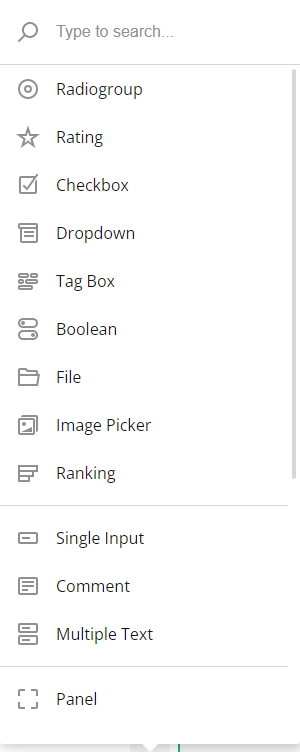 Type to search...
Radiogroup
Rating
Checkbox
Dropdown
Tag Box
Boolean
File
Image Picker
Ranking
Single Input
Comment
Multiple Text
Panel